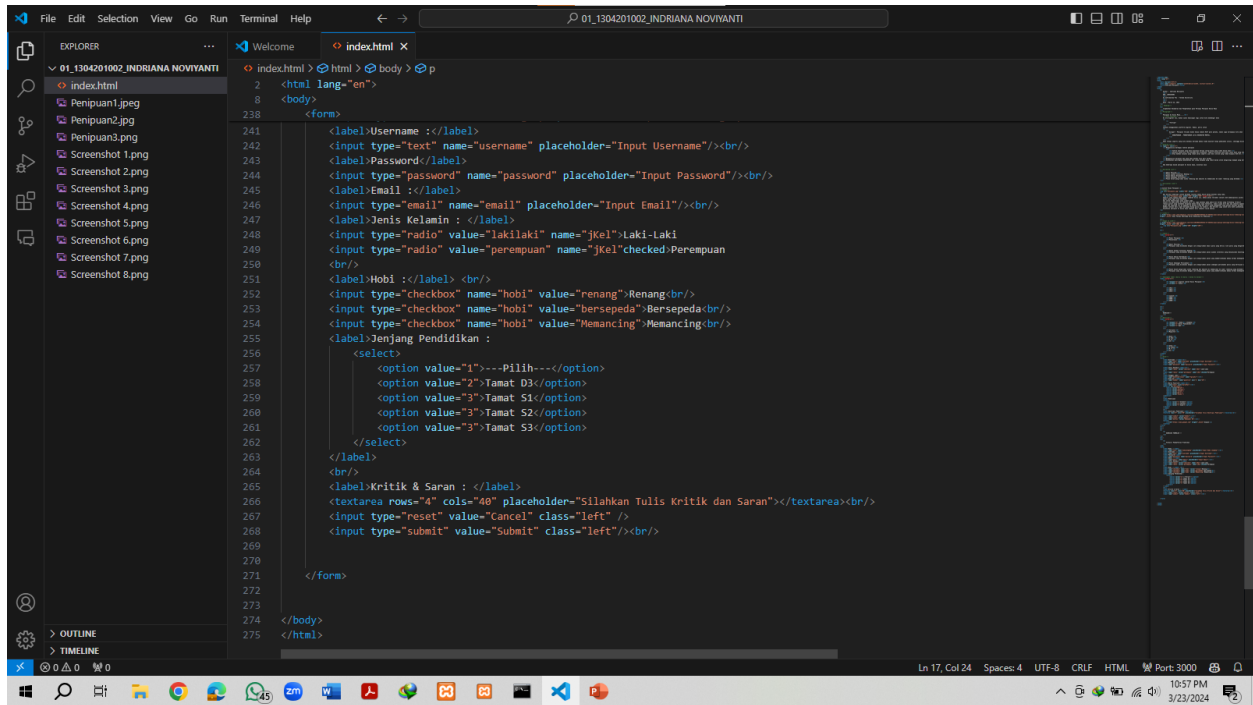 File Edit Selection View Go Run Terminal Help
01_1304201002_INDRIANA NOVIYANTI
EXPLORER
Welcome
index.html
01_1304201002_INDRIANA NOVIYANTI
index.html
Penipuan1.jpeg
Penipuan2.jpg
Penipuan3.png
Screenshot 1.png
Screenshot 2.png
Screenshot 3.png
Screenshot 4.png
Screenshot 5.png
Screenshot 6.png
Screenshot 7.png
Screenshot 8.png
OUTLINE
TIMELINE
index.html > html > body > p
2 <html lang="en">
8 <body>
238 <form>
241 <label>Username :</label>
242 <input type="text" name="username" placeholder="Input Username"/><br/>
243 <label>Password</label>
244 <input type="password" name="password" placeholder="Input Password"/><br/>
245 <label>Email :</label>
246 <input type="email" name="email" placeholder="Input Email"/><br/>
247 <label>Jenis Kelamin : </label>
248 <input type="radio" value="lakilaki" name="jKel">Laki-Laki
249 <input type="radio" value="perempuan" name="jKel"checked>Perempuan
250 <br/>
251 <label>Hobi :</label> <br/>
252 <input type="checkbox" name="hobi" value="renang">Renang<br/>
253 <input type="checkbox" name="hobi" value="bersepeda">Bersepeda<br/>
254 <input type="checkbox" name="hobi" value="Memancing">Memancing<br/>
255 <label>Jenjang Pendidikan :
256 <select>
257 <option value="1">---Pilih---</option>
258 <option value="2">Tamat D3</option>
259 <option value="3">Tamat S1</option>
260 <option value="3">Tamat S2</option>
261 <option value="3">Tamat S3</option>
262 </select>
263 </label>
264 <br/>
265 <label>Kritik & Saran : </label>
266 <textarea rows="4" cols="40" placeholder="Silahkan Tulis Kritik dan Saran"></textarea><br/>
267 <input type="reset" value="Cancel" class="left" />
268 <input type="submit" value="Submit" class="left"/><br/>
269
270
271 </form>
272
273
274 </body>
275 </html>
0 0 0 Ln 17, Col 24 Spaces: 4 UTF-8 CRLF HTML Port: 3000
45 zm
10:57 PM
3/23/2024
2